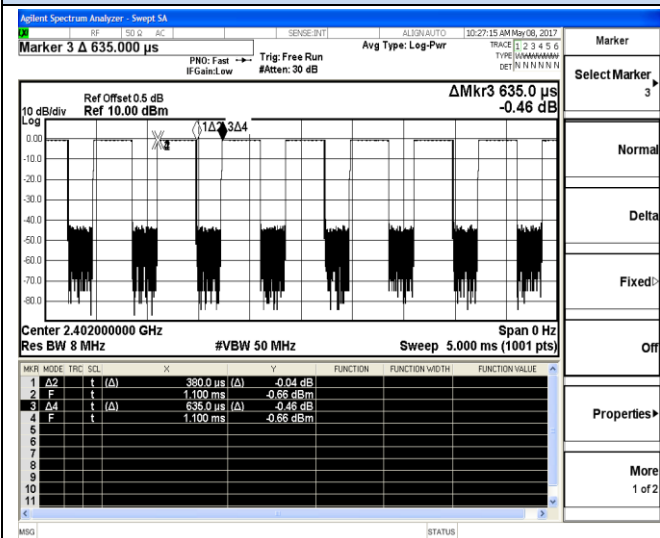 Agilent Spectrum Analyzer - Swept SA
RF 50 Ω AC SENSE:INT ALIGN AUTO 10:27:15 AM May 08, 2017
Marker 3 Δ 635.000 µs
PNO: Fast
IFGain:Low
Trig: Free Run
#Atten: 30 dB
Avg Type: Log-Pwr
TRACE 1 2 3 4 5 6
TYPE
DET N N N N N N
Marker
Select Marker
3
Normal
Delta
Fixed
Off
Properties
More
1 of 2
Ref Offset 0.5 dB
10 dB/div Ref 10.00 dBm
Log
ΔMkr3 635.0 µs
-0.46 dB
1Δ2 3Δ4
0.00
-10.0
-20.0
-30.0
-40.0
-50.0
-60.0
-70.0
-80.0
Center 2.402000000 GHz Span 0 Hz
Res BW 8 MHz #VBW 50 MHz Sweep 5.000 ms (1001 pts)
MKR MODE TRC SCL X Y FUNCTION FUNCTION WIDTH FUNCTION VALUE
1 Δ2 t (Δ) 380.0 µs (Δ) -0.04 dB
2 F t 1.100 ms -0.66 dBm
3 Δ4 t (Δ) 635.0 µs (Δ) -0.46 dB
4 F t 1.100 ms -0.66 dBm
5
6
7
8
9
10
11
MSG STATUS